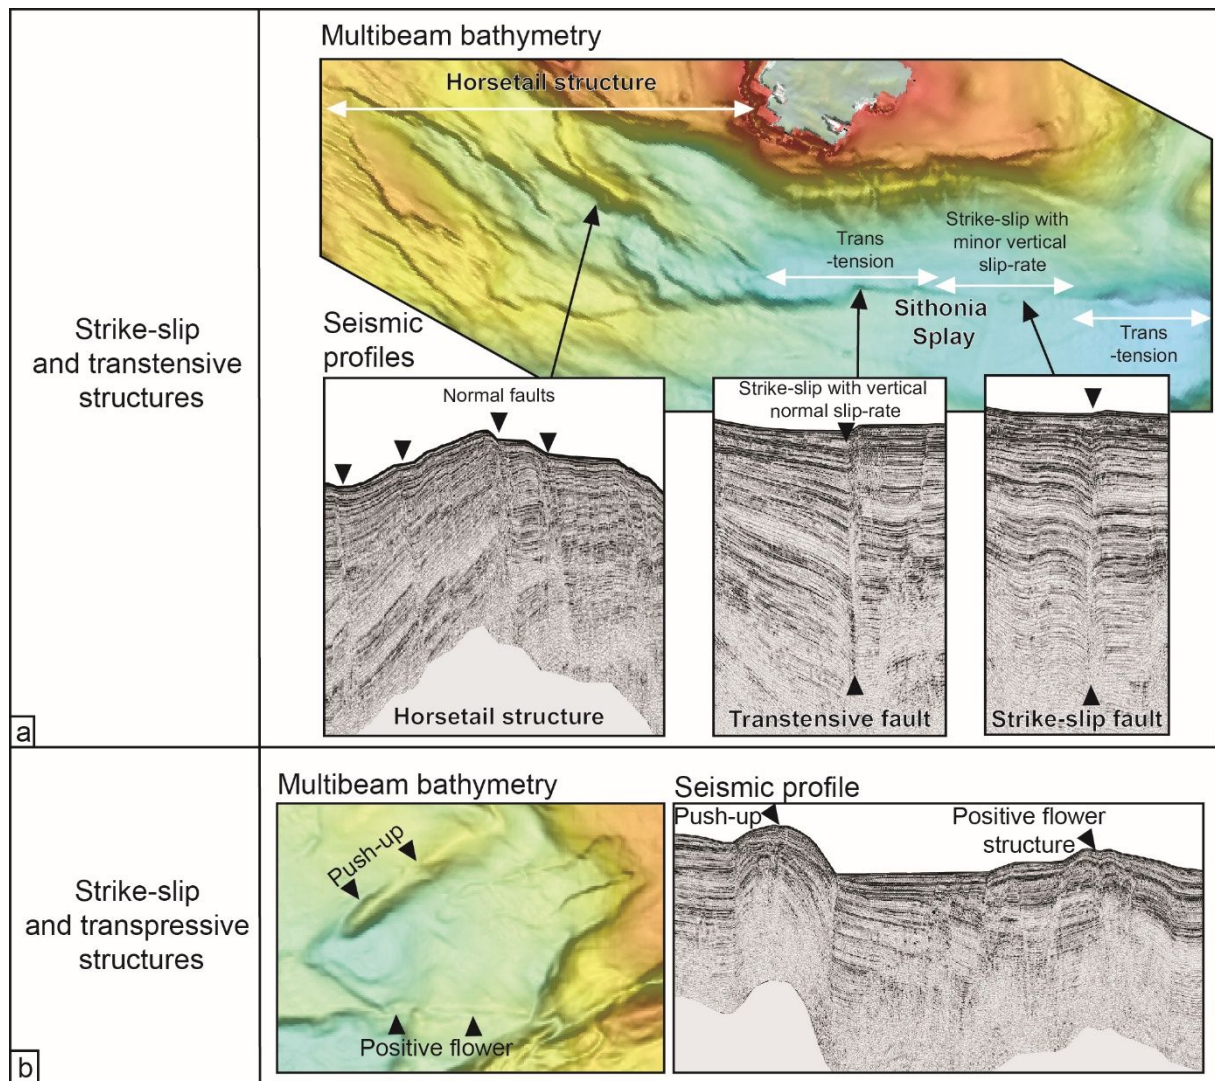 Strike-slip
and transtensive
structures
a
Multibeam bathymetry
Horsetail structure
Trans
-tension
Strike-slip with
minor vertical
slip-rate
Sithonia
Splay
Trans
-tension
Seismic
profiles
Normal faults
Horsetail structure
Strike-slip with vertical
normal slip-rate
Transtensive fault
Strike-slip fault
Strike-slip
and transpressive
structures
b
Multibeam bathymetry
Push-up
Positive flower
Seismic profile
Push-up
Positive flower
structure